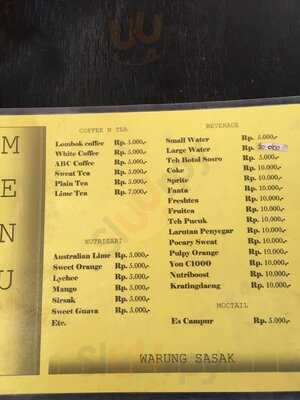 MENU
COFFEE N TEA
Lombok coffee Rp. 5.000,-
White Coffee Rp. 5.000,-
ABC Coffee Rp. 5.000,-
Sweat Tea Rp. 5.000,-
Plain Tea Rp. 5.000,-
Lime Tea Rp. 7.000,-
NUTRISARI
Australian Lime Rp. 5.000,-
Sweet Orange Rp. 5.000,-
Lychee Rp. 5.000,-
Mango Rp. 5.000,-
Sirsak Rp. 5.000,-
Sweet Guava Rp. 5.000,-
Etc.
BEVERAGE
Small Water Rp. 5.000,-
Large Water Rp. 10.000
Teh Botol Sosro Rp. 5.000,-
Coke Rp. 10.000,-
Sprite Rp. 10.000,-
Fanta Rp. 10.000,-
Freshtea Rp. 10.000,-
Fruitea Rp. 10.000,-
Teh Pucuk Rp. 10.000,-
Larutan Penyegar Rp. 10.000,-
Pocary Sweat Rp. 10.000,-
Pulpy Orange Rp. 10.000,-
You C1000 Rp. 10.000,-
Nutriboost Rp. 10.000,-
Kratingdaeng Rp. 10.000,-
MOCTAIL
Es Campur Rp. 5.000,-
WARUNG SASAK